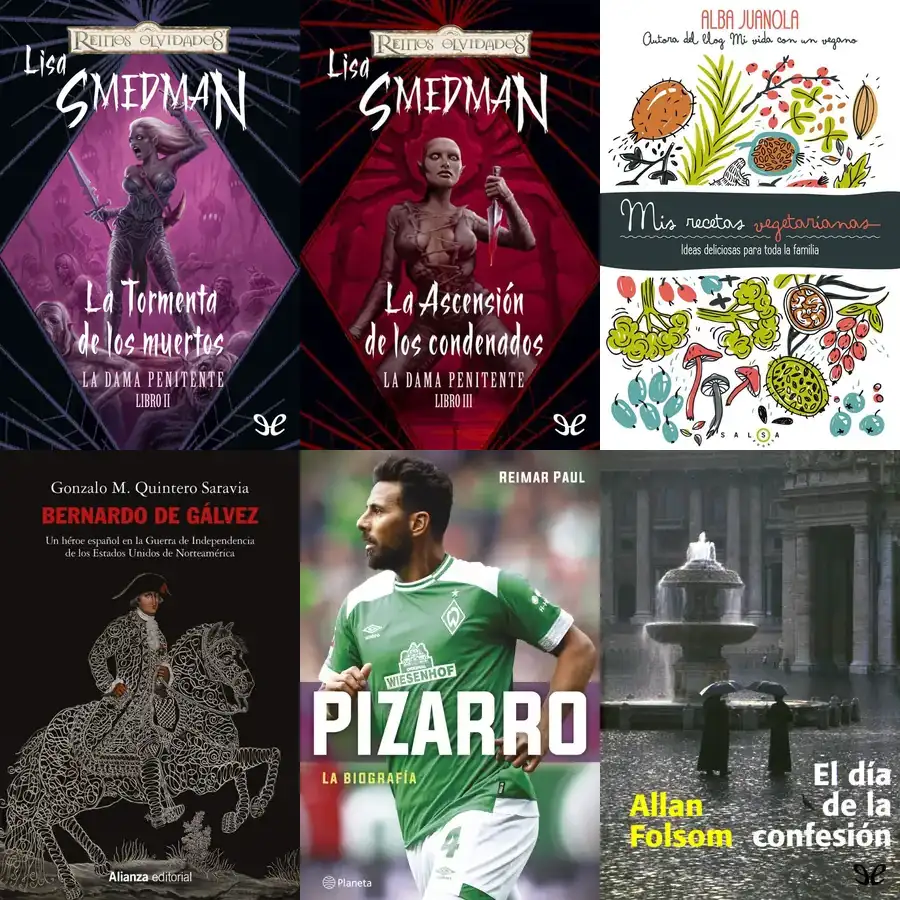 REINOS OLVIDADOS
Lisa
SMEDMAN
La Tormenta
de los muertos
LA DAMA PENITENTE
LIBRO II
REINOS OLVIDADOS
Lisa
SMEDMAN
La Ascensión
de los condenados
LA DAMA PENITENTE
LIBRO III
ALBA JUANOLA
Autora del blog Mi vida con un vegano
Mis recetas vegetarianas
Ideas deliciosas para toda la familia
SALSA
Gonzalo M. Quintero Saravia
BERNARDO DE GÁLVEZ
Un héroe español en la Guerra de Independencia
de los Estados Unidos de Norteamérica
Alianza editorial
REIMAR PAUL
WIESENHOF
PIZARRO
LA BIOGRAFÍA
4
Planeta
El día
de la
confesión
Allan
Folsom